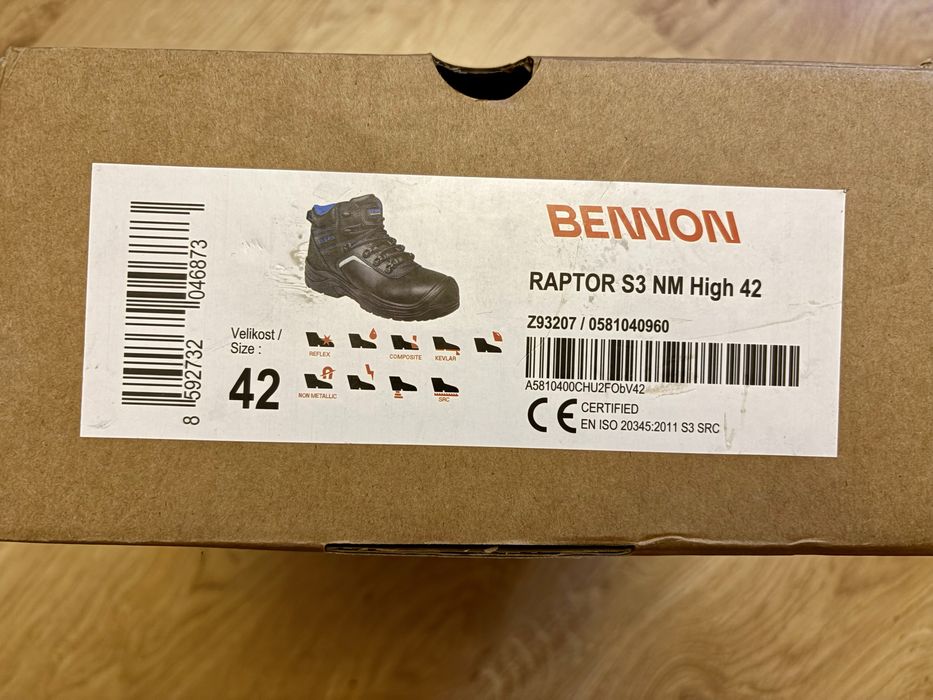 8 592732 046873
Velikost /
Size :
42
REFLEX
COMPOSITE
KEVLAR
NON METALLIC
SRC
BENNON
RAPTOR S3 NM High 42
Z93207 / 0581040960
A5810400CHU2FObV42
CE CERTIFIED
EN ISO 20345:2011 S3 SRC